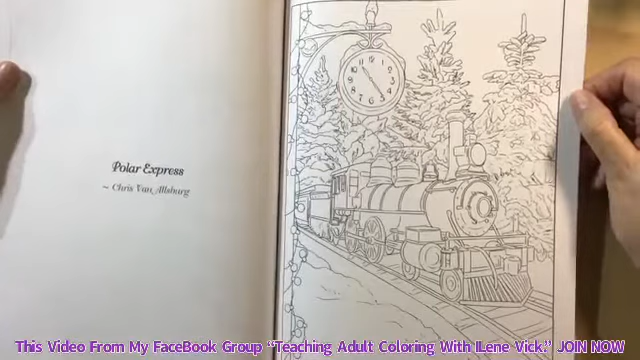 Polar Express
~ Chris Van Allsburg
This Video From My FaceBook Group "Teaching Adult Coloring With ILene Vick" JOIN NOW